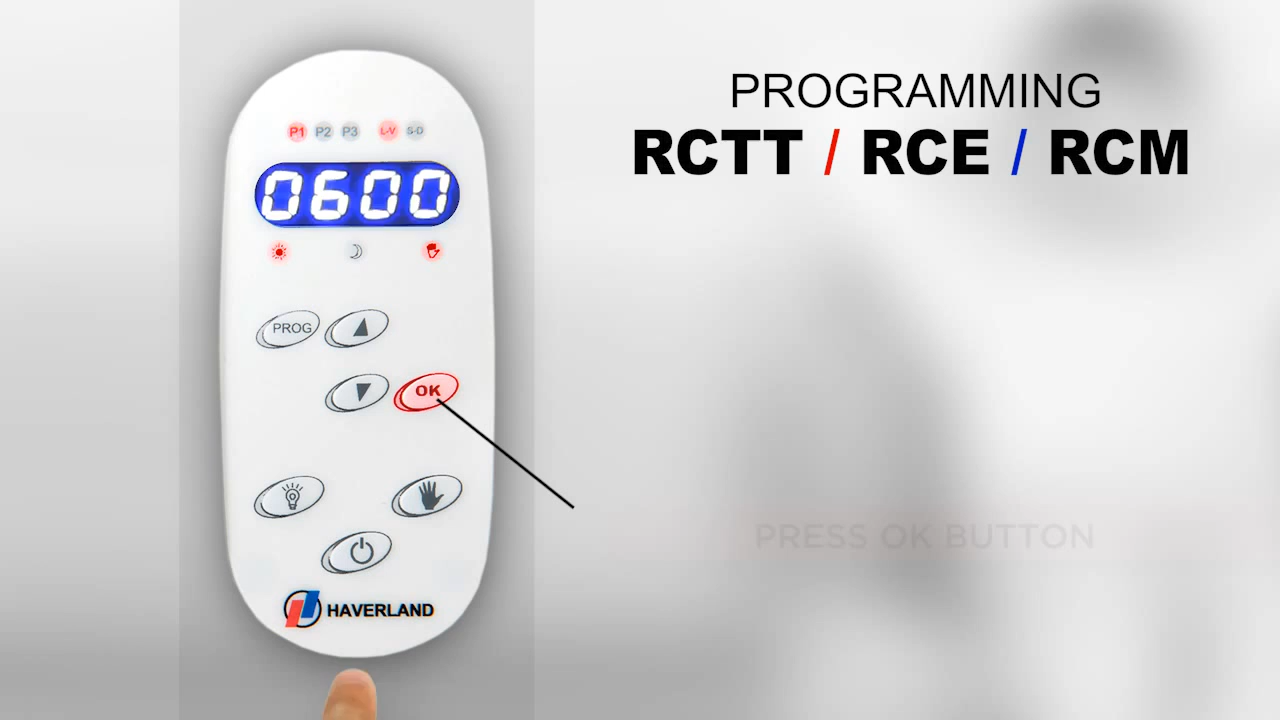 PROGRAMMING
RCTT / RCE / RCM
P1 P2 P3 L-V S-D
0600
PROG
OK
PRESS OK BUTTON
HAVERLAND